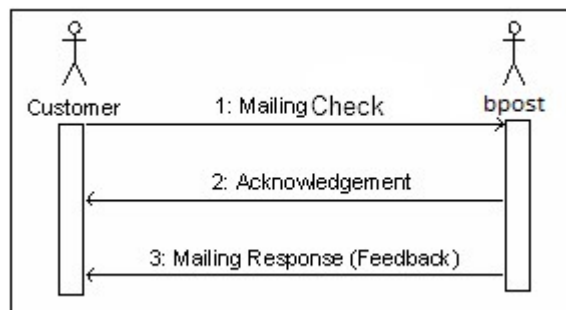 Customer
bpost
1: Mailing Check
2: Acknowledgement
3: Mailing Response (Feedback)